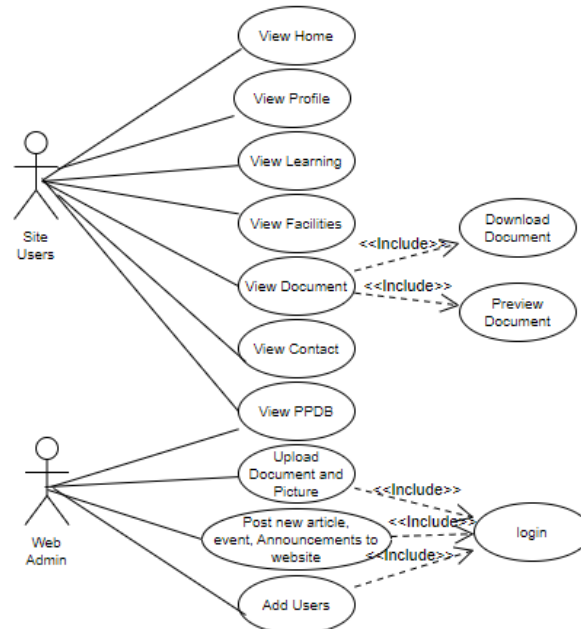 View Home
View Profile
View Learning
View Facilities
Site
Users
<<Include>>
Download
Document
View Document
<<Include>>
Preview
Document
View Contact
View PPDB
Web
Admin
Upload
Document and
Picture
<<Include>>
Post new article,
event, Announcements to
website
<<Include>>
login
<<Include>>
Add Users